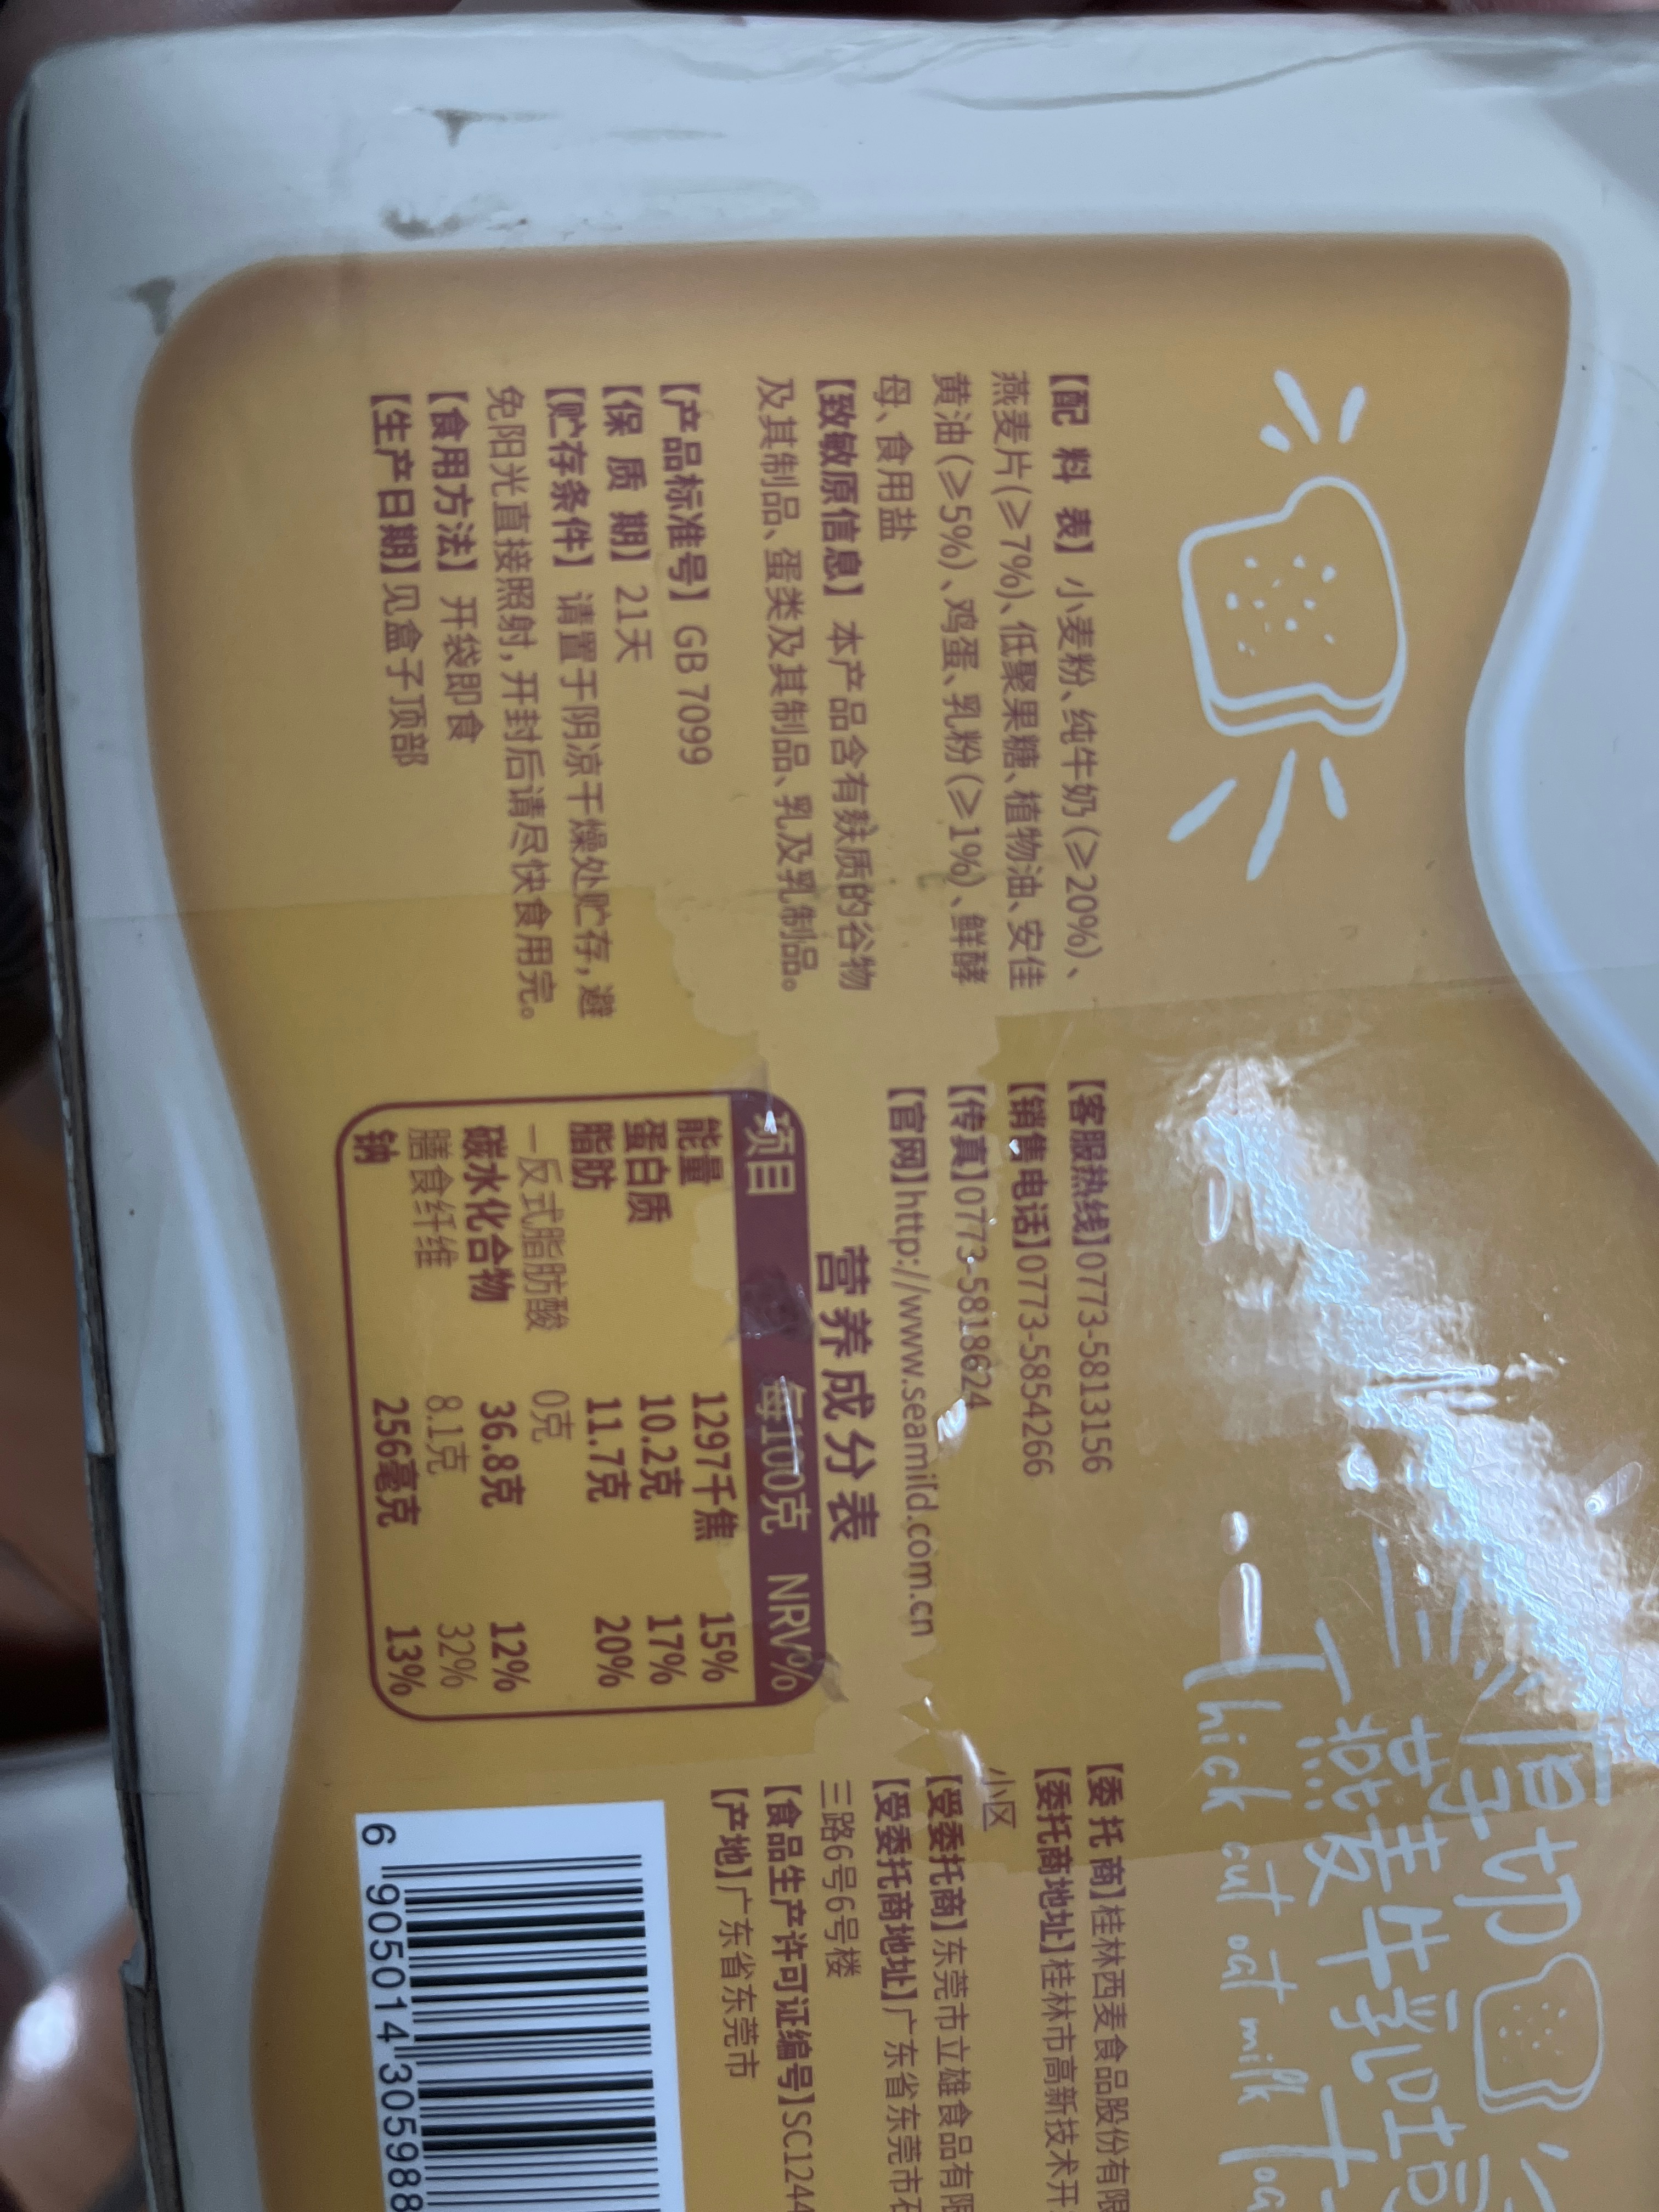 【配 料 表】小麦粉、纯牛奶(≥20%)、
燕麦片(≥7%)、低聚果糖、植物油、安佳
黄油(≥5%)、鸡蛋、乳粉(≥1%)、鲜酵
母、食用盐
【致敏原信息】本产品含有麸质的谷物
及其制品、蛋类及其制品、乳及乳制品。
【产品标准号】GB 7099
【保 质 期】21天
【贮存条件】请置于阴凉干燥处贮存,避
免阳光直接照射,开封后请尽快食用完。
【食用方法】开袋即食
【生产日期】见盒子顶部
【客服热线】0773-5813156
【销售电话】0773-5854266
【传真】0773-5818624
【官网】http://www.seamild.com.cn
营养成分表
项目 每100克 NRV%
能量 1297千焦 15%
蛋白质 10.2克 17%
脂肪 11.7克 20%
—反式脂肪酸 0克
碳水化合物 36.8克 12%
膳食纤维 8.1克 32%
钠 256毫克 13%
厚切
燕麦牛乳吐司
Thick cut oat milk Toa
【委 托 商】桂林西麦食品股份有限
【委托商地址】桂林市高新技术开
小区
【受委托商】东莞市立雄食品有限
【受委托商地址】广东省东莞市石
三路6号6号楼
【食品生产许可证编号】SC1244
【产地】广东省东莞市
6 905014 305988